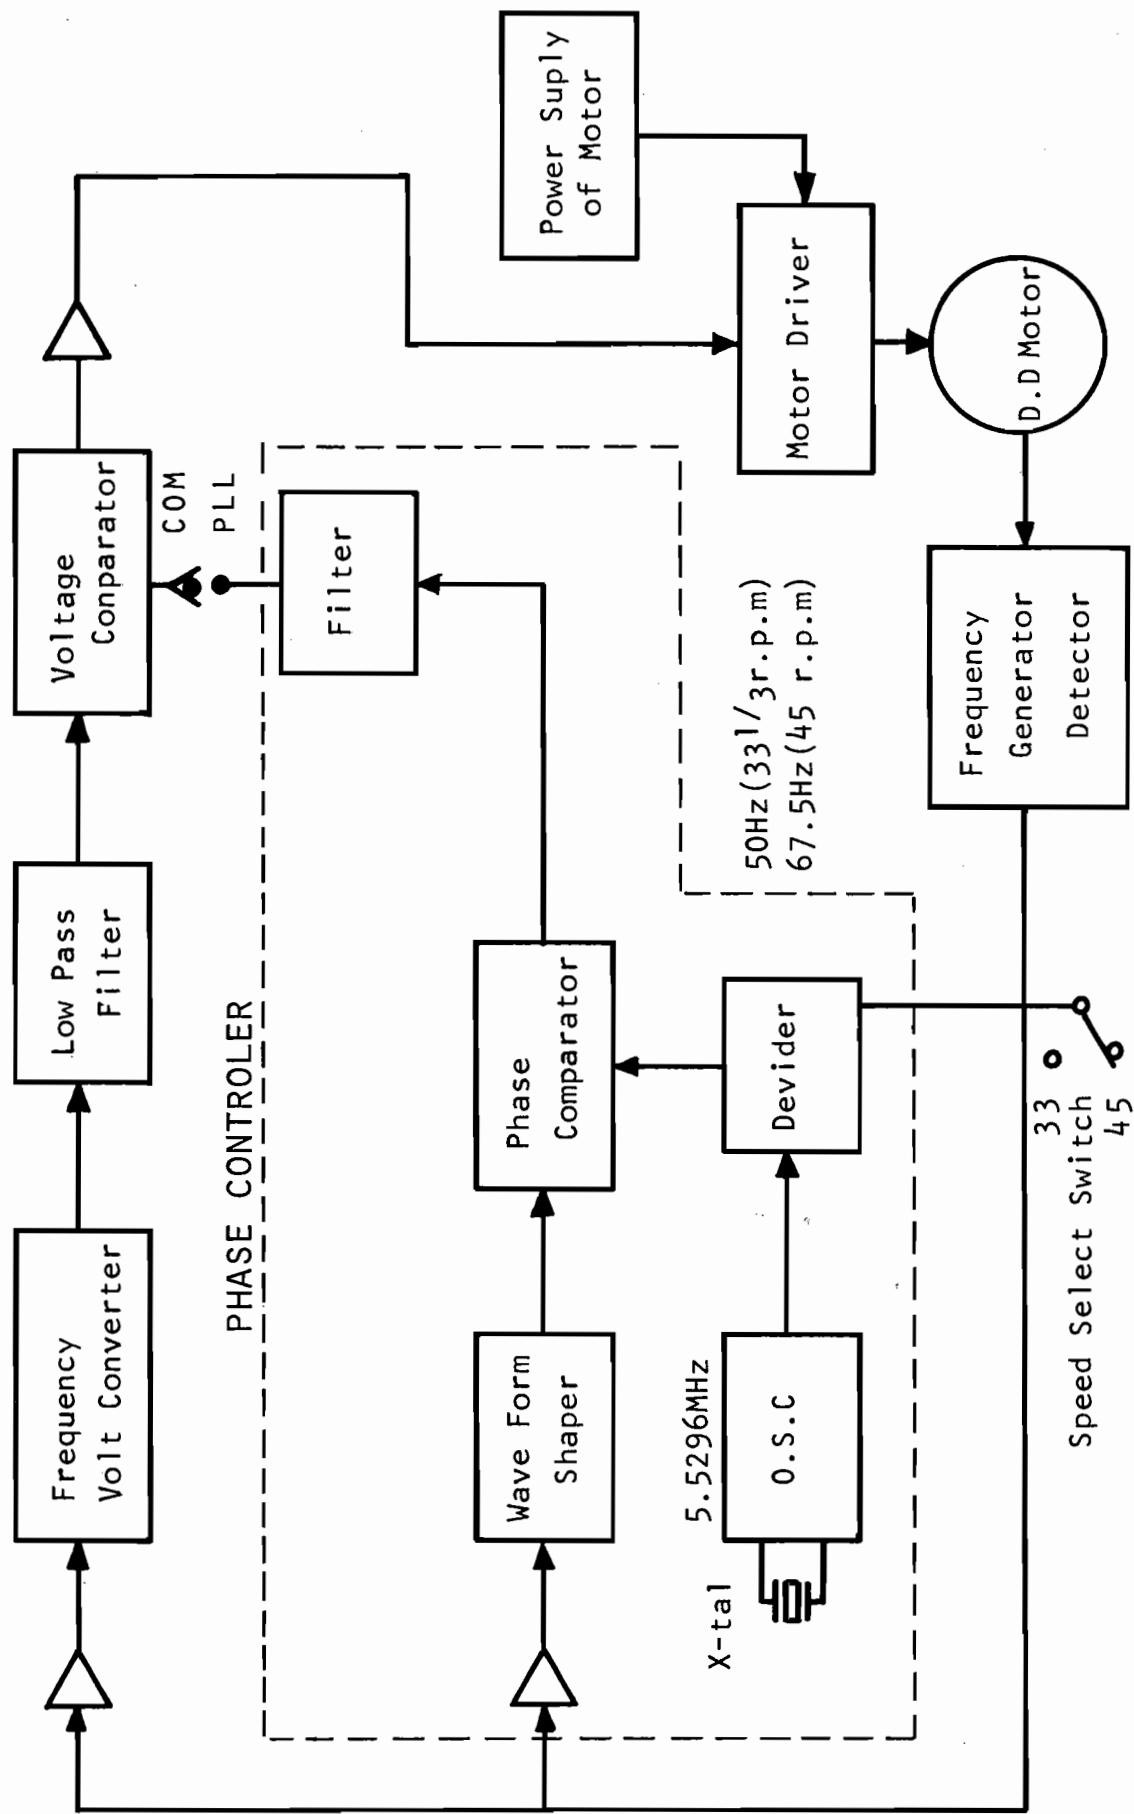 Frequency
Volt Converter
Low Pass
Filter
Voltage
Conparator
COM
PLL
PHASE CONTROLER
Filter
Power Suply
of Motor
Wave Form
Shaper
Phase
Comparator
Motor Driver
X-tal
5.5296MHz
O.S.C
Devider
50Hz(33 1/3r.p.m)
67.5Hz(45 r.p.m)
D.D Motor
Frequency
Generator
Detector
33
Speed Select Switch
45